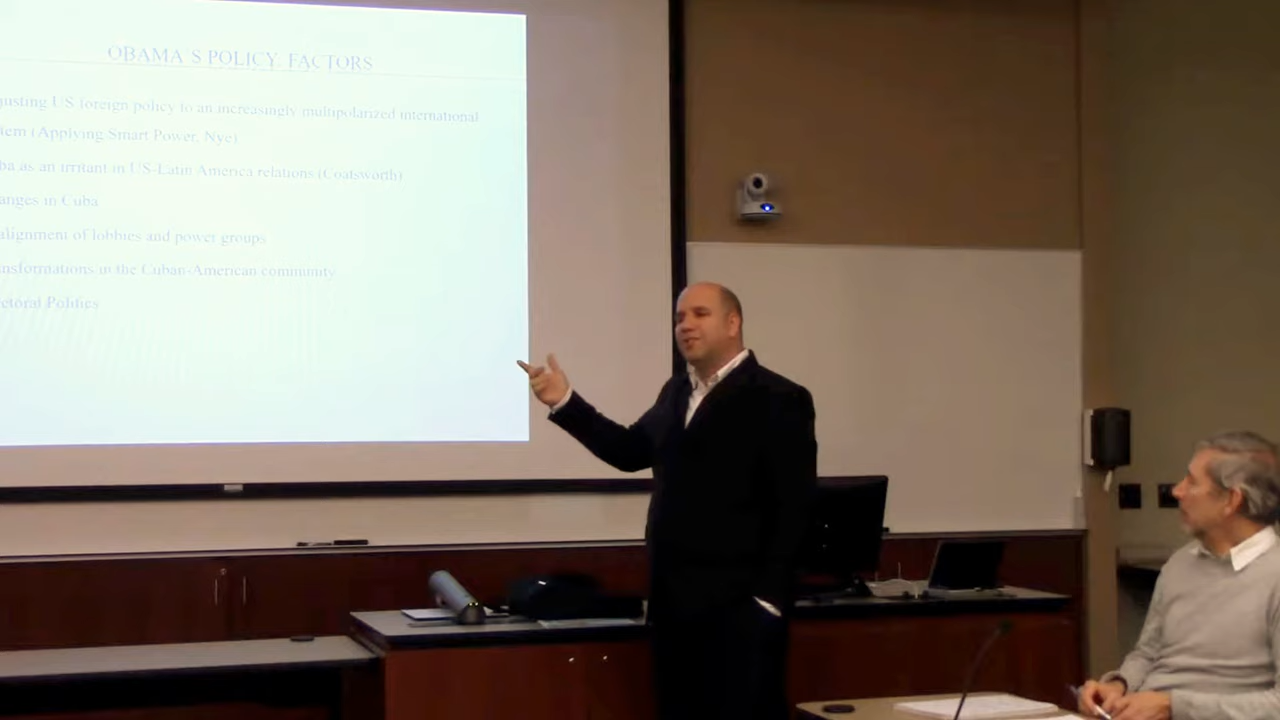 OBAMA´S POLICY FACTORS
justing US foreign policy to an increasingly multipolarized international
tem (Applying Smart Power, Nye)
ba as an irritant in US-Latin America relations (Coatsworth)
anges in Cuba
alignment of lobbies and power groups
ansformations in the Cuban-American community
ctoral Politics